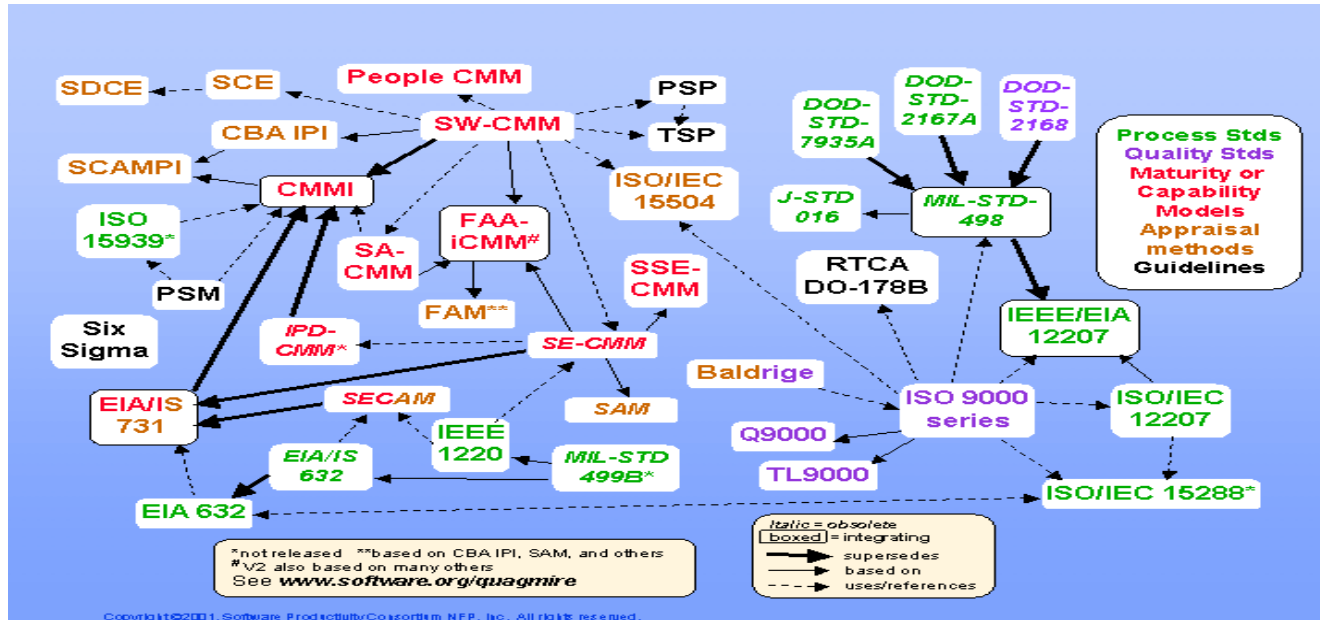 People CMM
SDCE
SCE
PSP
SW-CMM
TSP
CBA IPI
SCAMPI
CMMI
ISO/IEC
15504
ISO
15939*
FAA-
iCMM#
SA-
CMM
SSE-
CMM
PSM
FAM**
Six
Sigma
IPD-
CMM*
SE-CMM
EIA/IS
731
SECAM
SAM
IEEE
1220
EIA/IS
632
MIL-STD
499B*
EIA 632
DOD-
STD-
7935A
DOD-
STD-
2167A
DOD-
STD-
2168
J-STD
016
MIL-STD-
498
RTCA
DO-178B
IEEE/EIA
12207
Baldrige
ISO 9000
series
ISO/IEC
12207
Q9000
TL9000
ISO/IEC 15288*
Process Stds
Quality Stds
Maturity or
Capability
Models
Appraisal
methods
Guidelines
*not released **based on CBA IPI, SAM, and others
#V2 also based on many others
See www.software.org/quagmire
Italic = obsolete
boxed = integrating
supersedes
based on
uses/references
Copyright ©2001, Software Productivity Consortium NFP, Inc. All rights reserved.